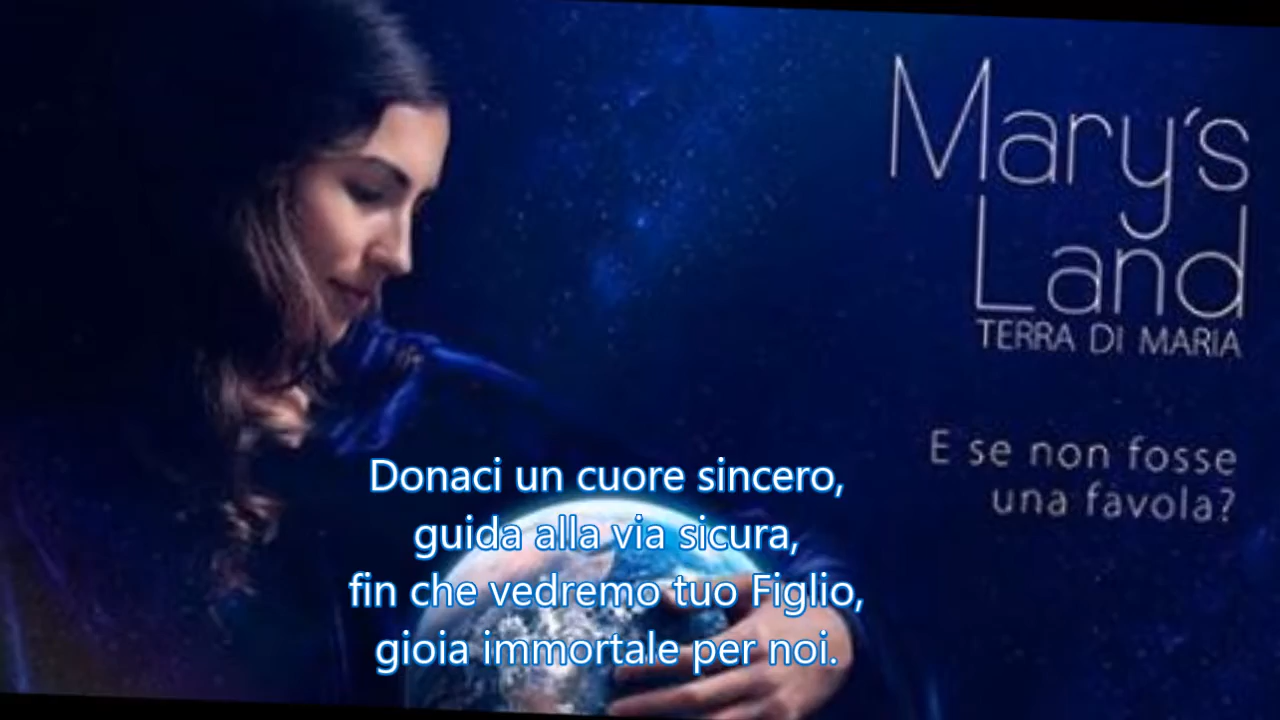 Mary's
Land
TERRA DI MARIA
E se non fosse
una favola?
Donaci un cuore sincero,
guida alla via sicura,
fin che vedremo tuo Figlio,
gioia immortale per noi.